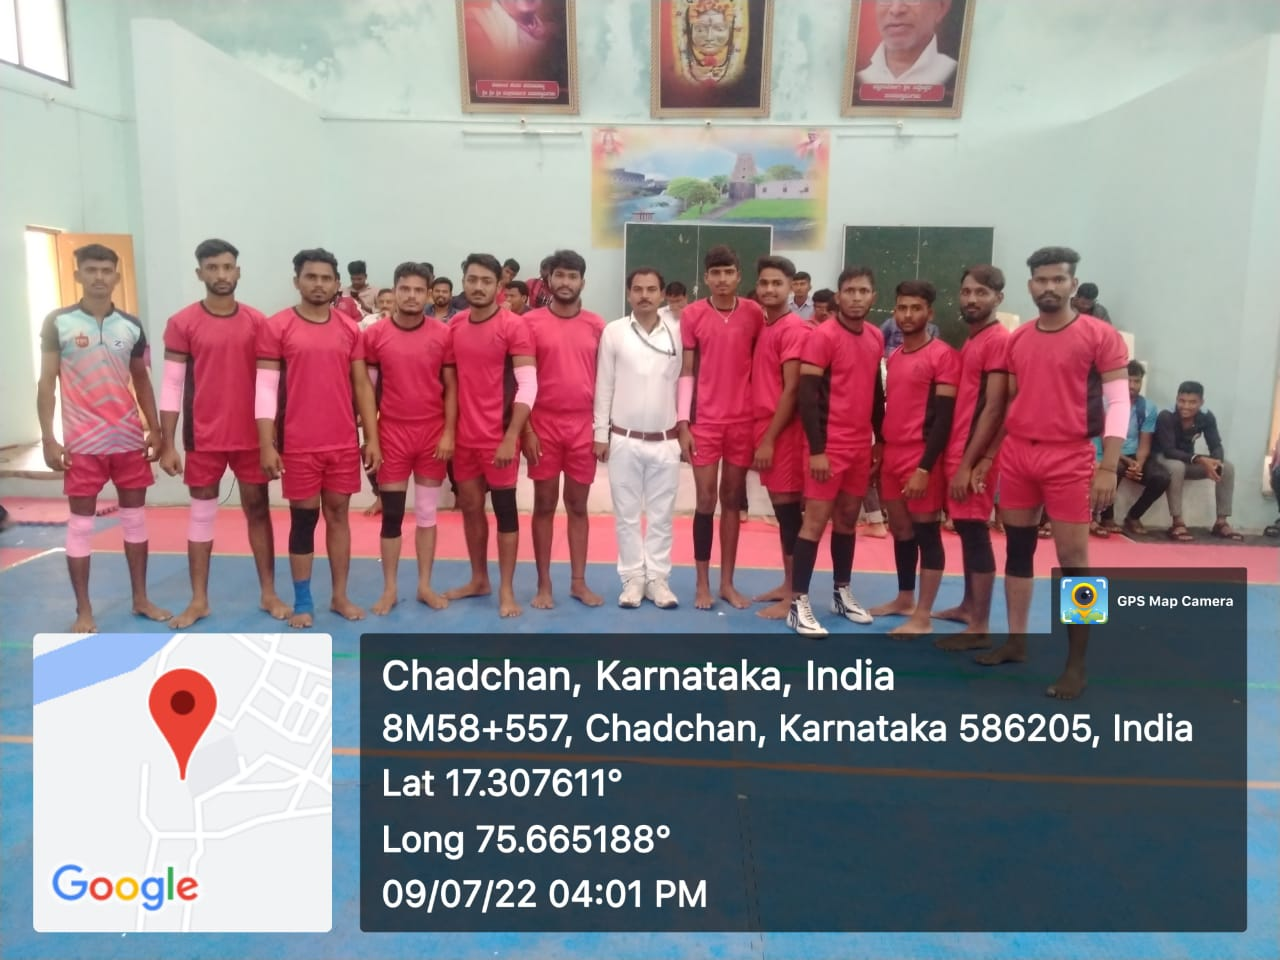 GPS Map Camera
Chadchan, Karnataka, India
8M58+557, Chadchan, Karnataka 586205, India
Lat 17.307611°
Long 75.665188°
09/07/22 04:01 PM
Google